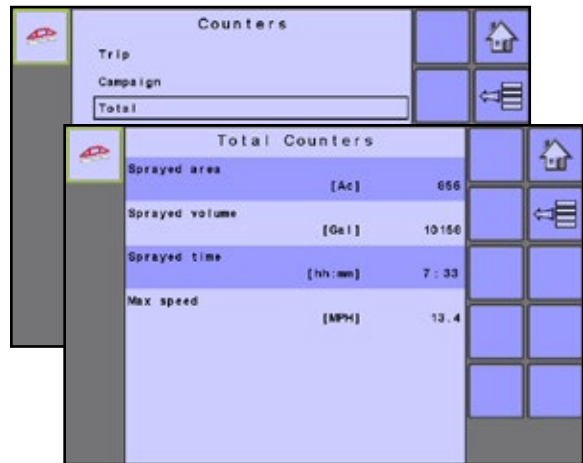 Counters
Trip
Campaign
Total
Total Counters
Sprayed area
[Ac] 656
Sprayed volume
[Gal] 10156
Sprayed time
[hh:mm] 7:33
Max speed
[MPH] 13.4